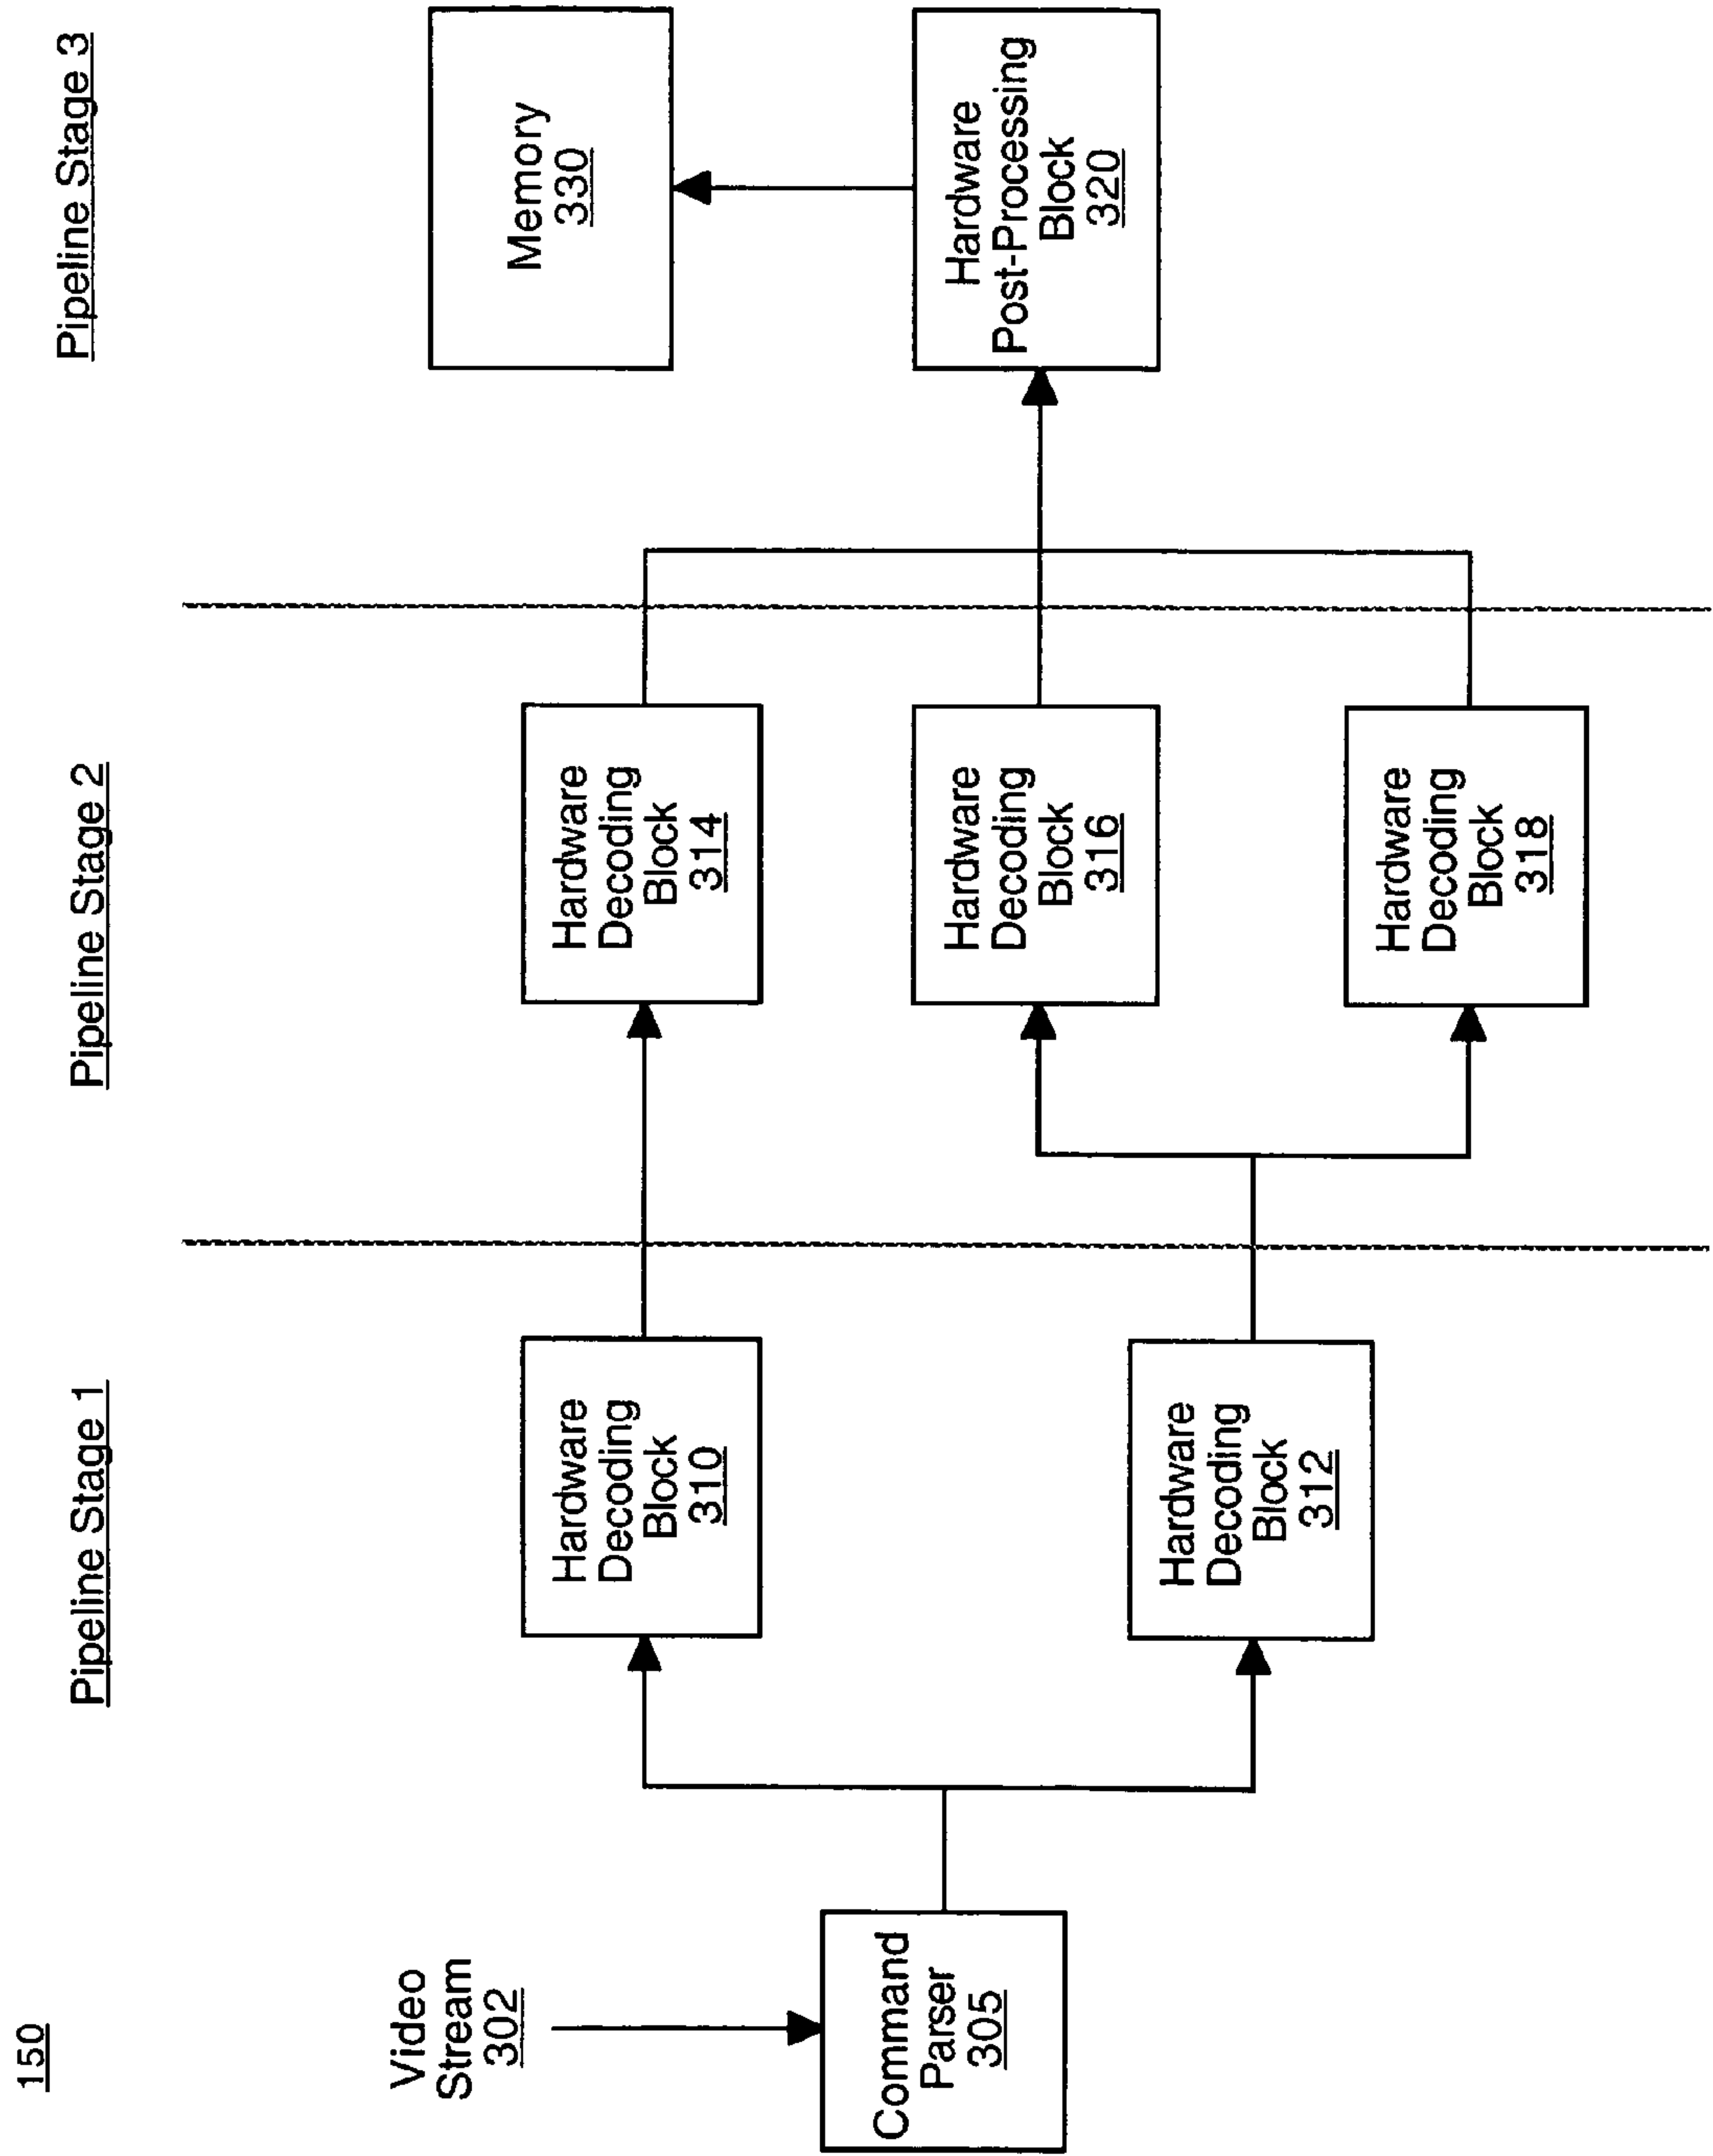 150
Pipeline Stage 1
Pipeline Stage 2
Pipeline Stage 3
Video
Stream
302
Command
Parser
305
Hardware
Decoding
Block
310
Hardware
Decoding
Block
312
Hardware
Decoding
Block
314
Hardware
Decoding
Block
316
Hardware
Decoding
Block
318
Memory
330
Hardware
Post-Processing
Block
320